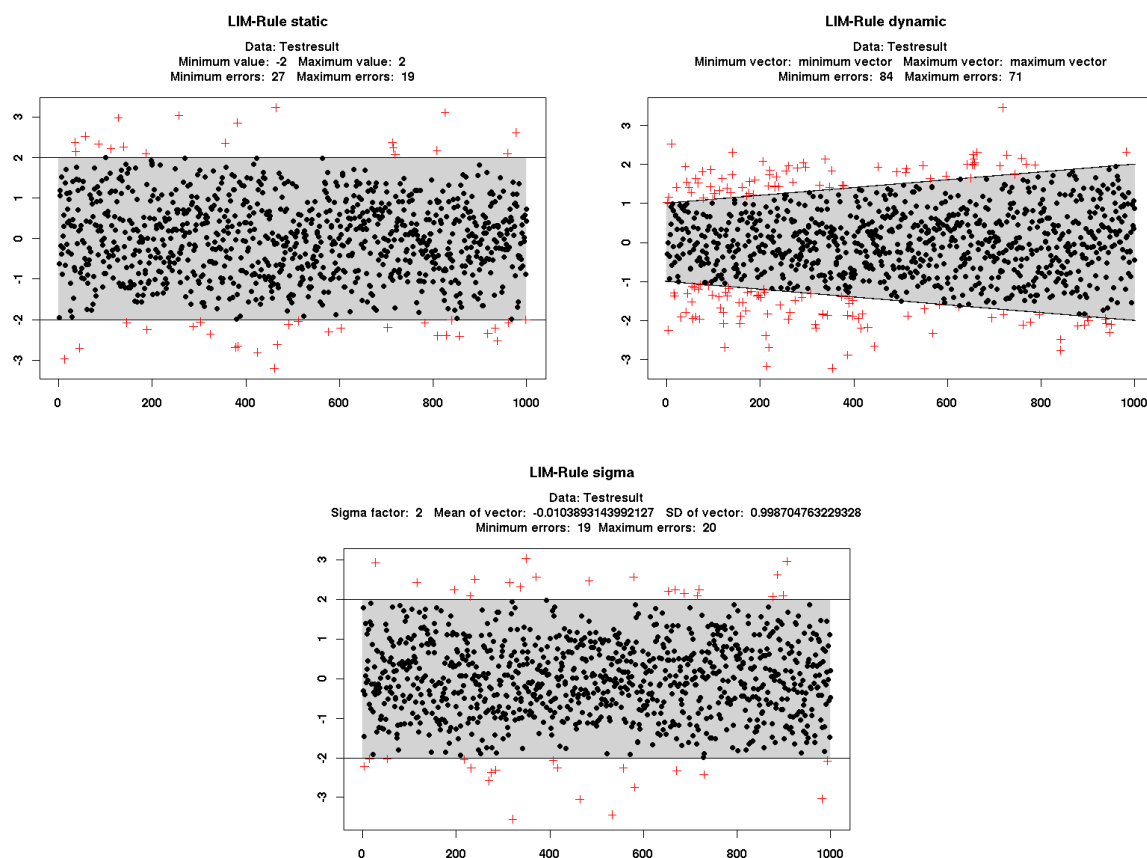 LIM-Rule static
Data: Testresult
Minimum value: -2 Maximum value: 2
Minimum errors: 27 Maximum errors: 19
3
2
1
0
-1
-2
-3
0 200 400 600 800 1000
LIM-Rule dynamic
Data: Testresult
Minimum vector: minimum vector Maximum vector: maximum vector
Minimum errors: 84 Maximum errors: 71
3
2
1
0
-1
-2
-3
0 200 400 600 800 1000
LIM-Rule sigma
Data: Testresult
Sigma factor: 2 Mean of vector: -0.0103893143992127 SD of vector: 0.998704763229328
Minimum errors: 19 Maximum errors: 20
3
2
1
0
-1
-2
-3
0 200 400 600 800 1000